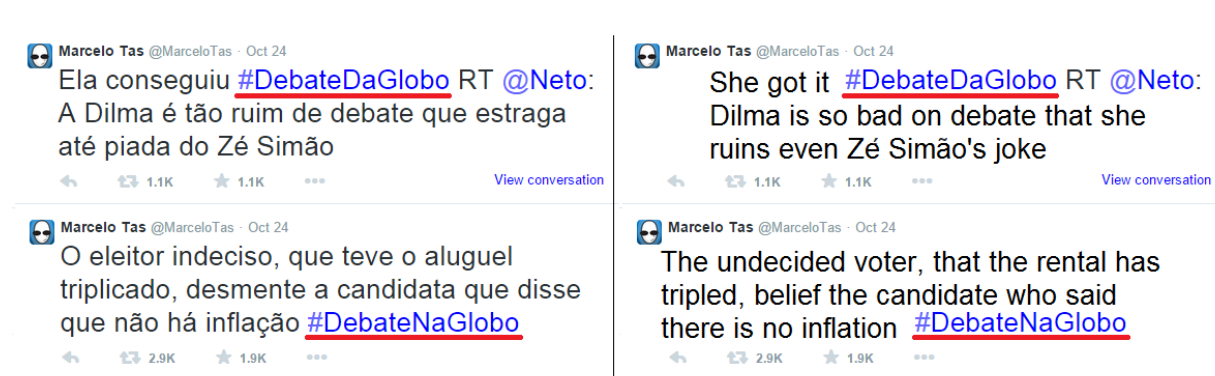 Marcelo Tas @MarceloTas · Oct 24
Ela conseguiu #DebateDaGlobo RT @Neto:
A Dilma é tão ruim de debate que estraga
até piada do Zé Simão
1.1K 1.1K View conversation
Marcelo Tas @MarceloTas · Oct 24
O eleitor indeciso, que teve o aluguel
triplicado, desmente a candidata que disse
que não há inflação #DebateNaGlobo
2.9K 1.9K
Marcelo Tas @MarceloTas · Oct 24
She got it #DebateDaGlobo RT @Neto:
Dilma is so bad on debate that she
ruins even Zé Simão's joke
1.1K 1.1K View conversation
Marcelo Tas @MarceloTas · Oct 24
The undecided voter, that the rental has
tripled, belief the candidate who said
there is no inflation #DebateNaGlobo
2.9K 1.9K